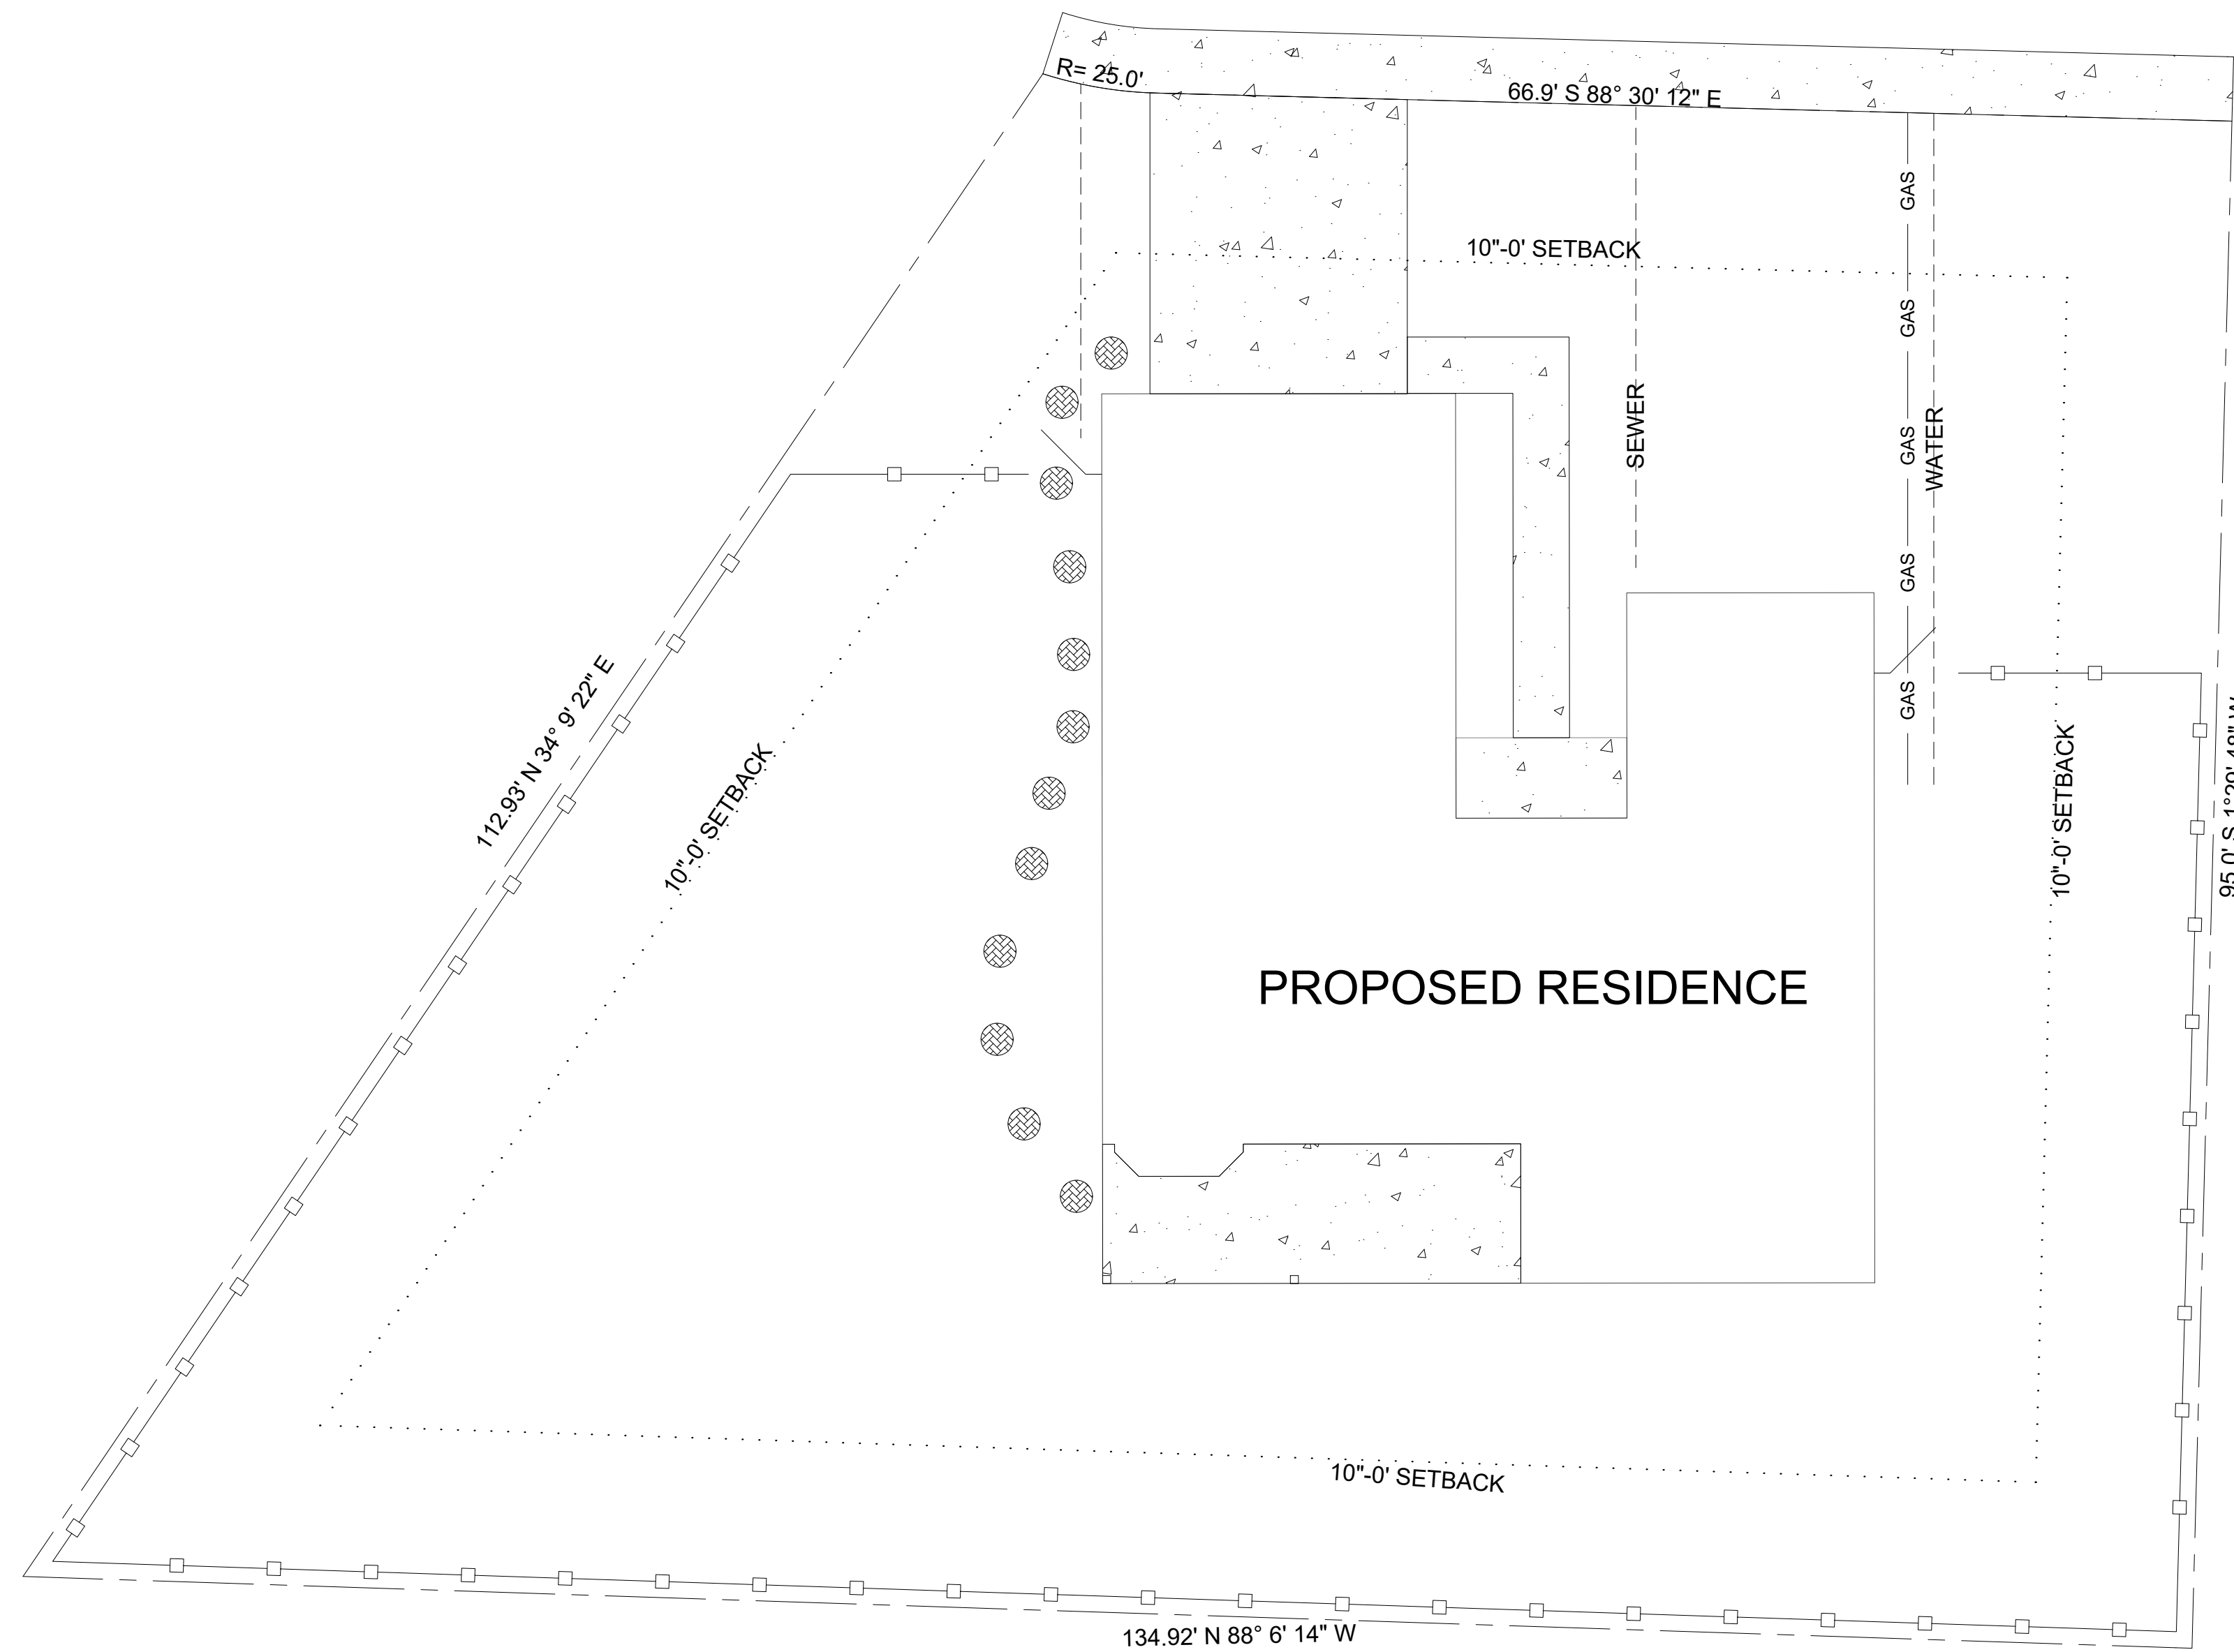 R= 25.0'
66.9' S 88° 30' 12" E
GAS
10"-0' SETBACK
GAS
SEWER
GAS
WATER
GAS
112.93' N 34° 9' 22" E
GAS
10"-0' SETBACK
10"-0' SETBACK
PROPOSED RESIDENCE
10"-0' SETBACK
134.92' N 88° 6' 14" W